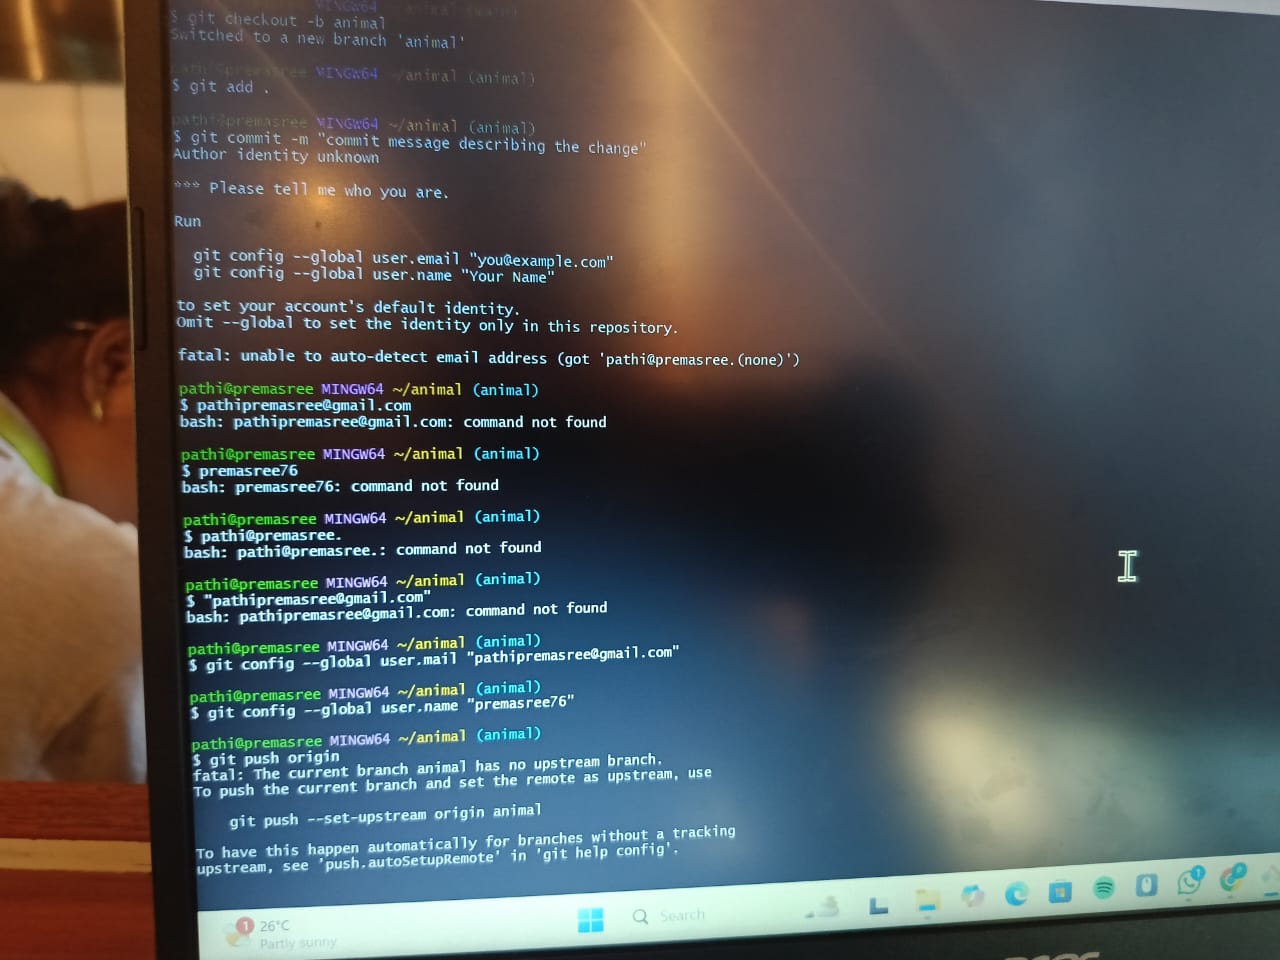 MINGW64
$ git checkout -b animal
Switched to a new branch 'animal'
pathi@premasree MINGW64 ~/animal (animal)
$ git add .
pathi@premasree MINGW64 ~/animal (animal)
$ git commit -m "commit message describing the change"
Author identity unknown
*** Please tell me who you are.
Run
git config --global user.email "you@example.com"
git config --global user.name "Your Name"
to set your account's default identity.
Omit --global to set the identity only in this repository.
fatal: unable to auto-detect email address (got 'pathi@premasree.(none)')
pathi@premasree MINGW64 ~/animal (animal)
$ pathipremasree@gmail.com
bash: pathipremasree@gmail.com: command not found
pathi@premasree MINGW64 ~/animal (animal)
$ premasree76
bash: premasree76: command not found
pathi@premasree MINGW64 ~/animal (animal)
$ pathi@premasree.
bash: pathi@premasree.: command not found
pathi@premasree MINGW64 ~/animal (animal)
$ "pathipremasree@gmail.com"
bash: pathipremasree@gmail.com: command not found
pathi@premasree MINGW64 ~/animal (animal)
$ git config --global user.mail "pathipremasree@gmail.com"
pathi@premasree MINGW64 ~/animal (animal)
$ git config --global user.name "premasree76"
pathi@premasree MINGW64 ~/animal (animal)
$ git push origin
fatal: The current branch animal has no upstream branch.
To push the current branch and set the remote as upstream, use
git push --set-upstream origin animal
To have this happen automatically for branches without a tracking
upstream, see 'push.autoSetupRemote' in 'git help config'.
1
26°C
Partly sunny
Search
1